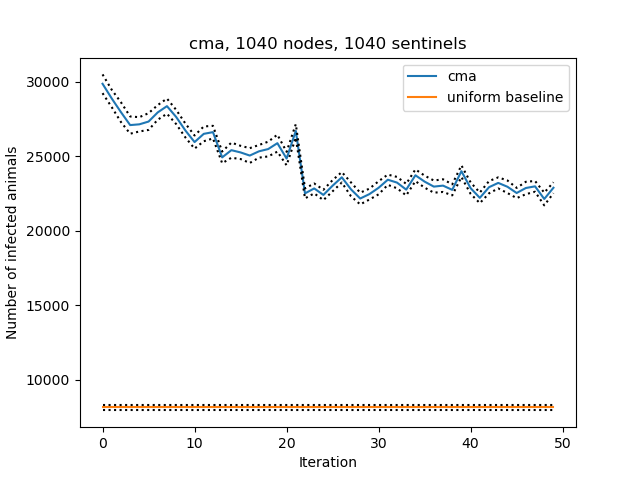 cma, 1040 nodes, 1040 sentinels
cma
uniform baseline
Number of infected animals
30000
25000
20000
15000
10000
0 10 20 30 40 50
Iteration